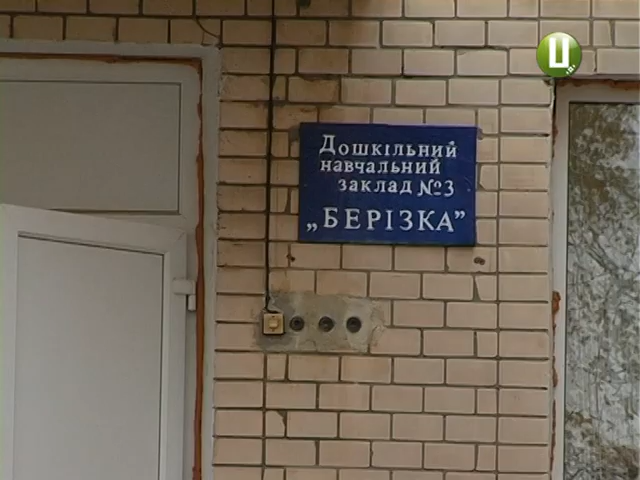 Ц
Дошкільний
навчальний
заклад №3
„БЕРІЗКА”